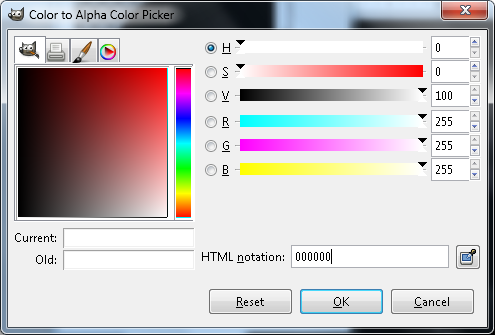 Color to Alpha Color Picker
H 0
S 0
V 100
R 255
G 255
B 255
Current:
Old:
HTML notation: 000000
Reset OK Cancel